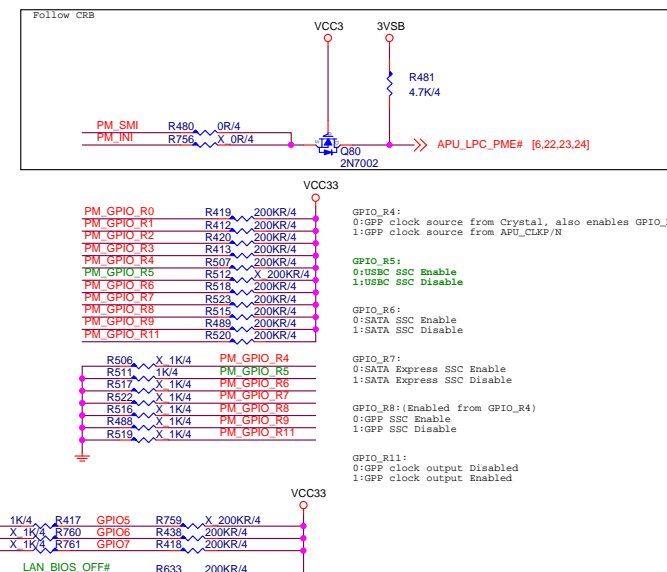 Follow CRB
VCC3 3VSB
R481
4.7K/4
PM_SMI R480 0R/4
PM_INI R756 X_0R/4
APU_LPC_PME# [6,22,23,24]
Q80
2N7002
VCC33
PM_GPIO_R0 R419 200KR/4
PM_GPIO_R1 R412 200KR/4
PM_GPIO_R2 R420 200KR/4
PM_GPIO_R3 R413 200KR/4
PM_GPIO_R4 R507 200KR/4
PM_GPIO_R5 R512 X_200KR/4
PM_GPIO_R6 R518 200KR/4
PM_GPIO_R7 R523 200KR/4
PM_GPIO_R8 R515 200KR/4
PM_GPIO_R9 R489 200KR/4
PM_GPIO_R11 R520 200KR/4
R506 X_1K/4 PM_GPIO_R4
R511 1K/4 PM_GPIO_R5
R517 X_1K/4 PM_GPIO_R6
R522 X_1K/4 PM_GPIO_R7
R516 X_1K/4 PM_GPIO_R8
R488 X_1K/4 PM_GPIO_R9
R519 X_1K/4 PM_GPIO_R11
GPIO_R4:
0:GPP clock source from Crystal, also enables GPIO_
1:GPP clock source from APU_CLKP/N
GPIO_R5:
0:USBC SSC Enable
1:USBC SSC Disable
GPIO_R6:
0:SATA SSC Enable
1:SATA SSC Disable
GPIO_R7:
0:SATA Express SSC Enable
1:SATA Express SSC Disable
GPIO_R8:(Enabled from GPIO_R4)
0:GPP SSC Enable
1:GPP SSC Disable
GPIO_R11:
0:GPP clock output Disabled
1:GPP clock output Enabled
VCC33
1K/4 R417 GPIO5 R759 X_200KR/4
X_1K/4 R760 GPIO6 R438 200KR/4
X_1K/4 R761 GPIO7 R418 200KR/4
LAN_BIOS_OFF# R633 200KR/4